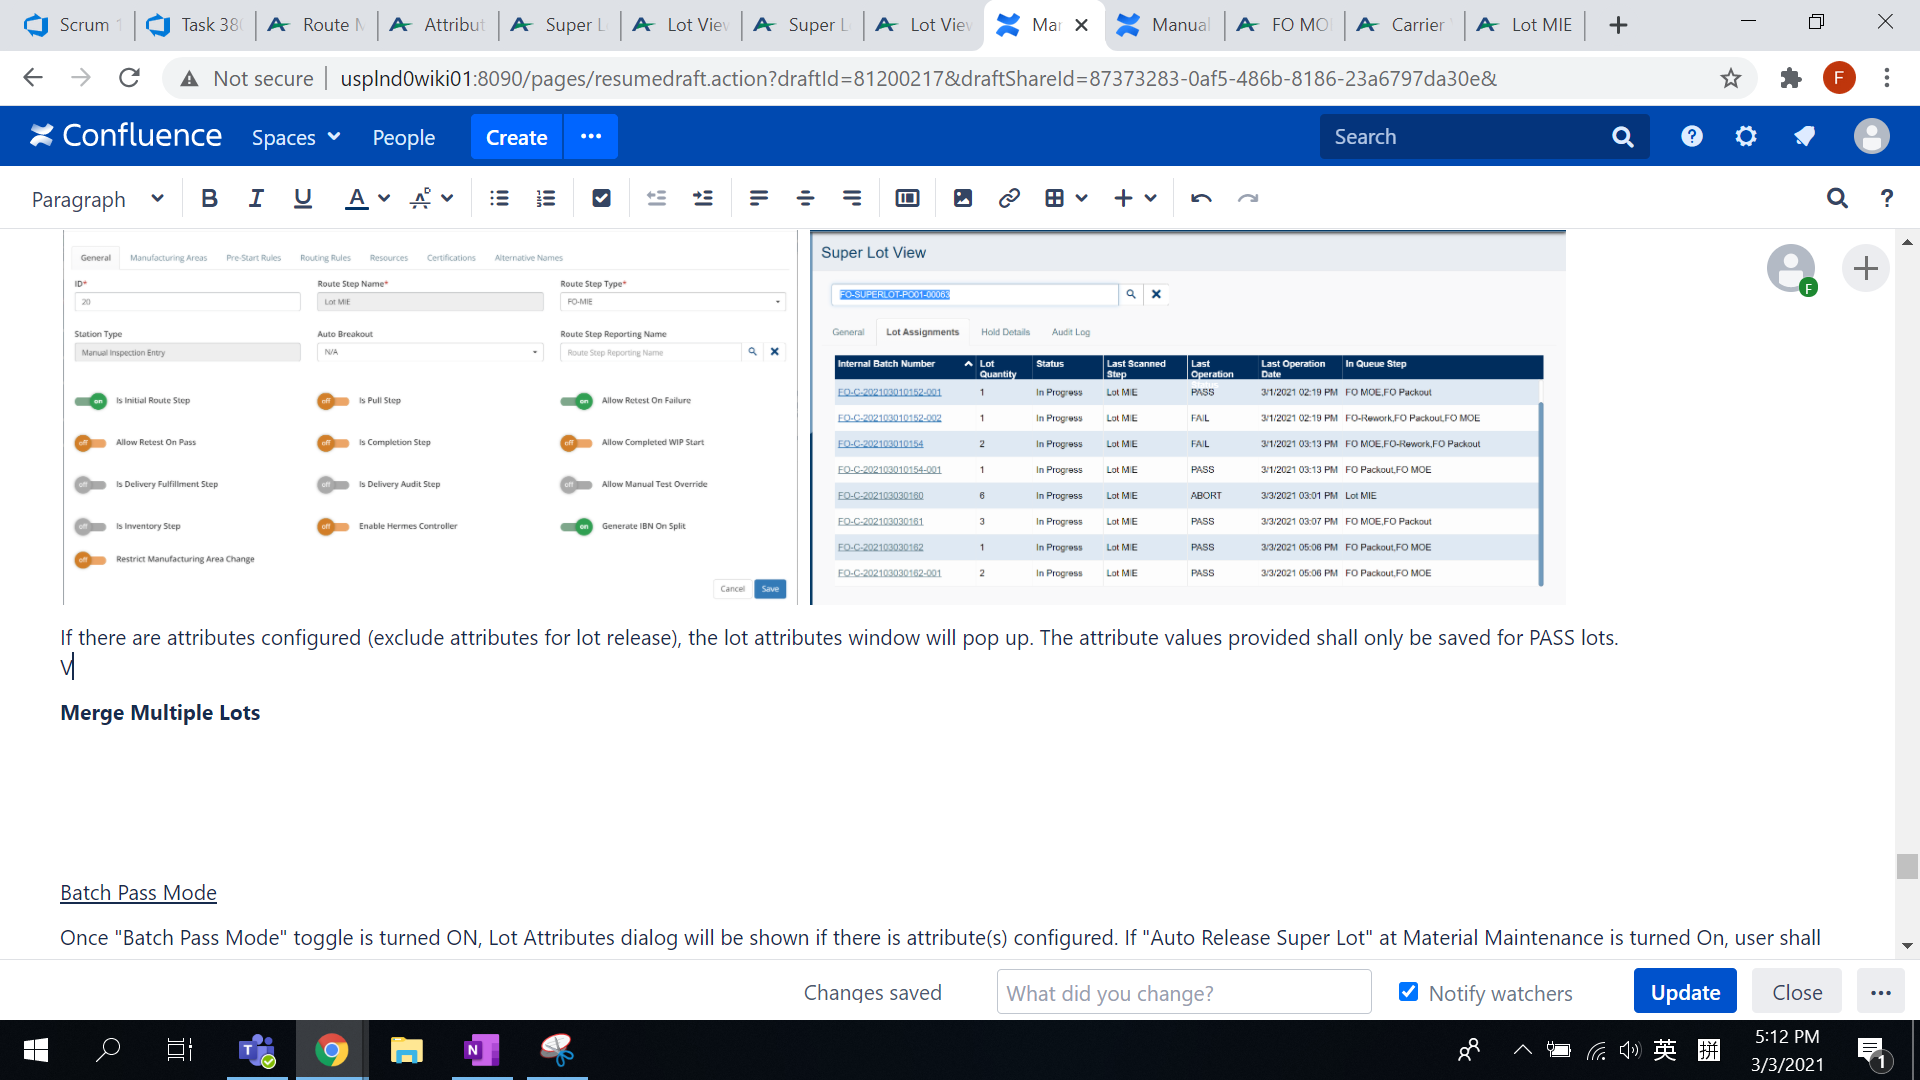 Scrum 1
Task 380
Route M
Attribut
Super L
Lot View
Super L
Lot View
Mar
Manual
FO MOE
Carrier
Lot MIE
Not secure
usplnd0wiki01:8090/pages/resumedraft.action?draftId=81200217&draftShareId=87373283-0af5-486b-8186-23a6797da30e&
F
Confluence
Spaces
People
Create
Search
Paragraph
General Manufacturing Areas Pre-Start Rules Routing Rules Resources Certifications Alternative Names
ID* Route Step Name* Route Step Type*
20 Lot MIE FO-MIE
Station Type Auto Breakout Route Step Reporting Name
Manual Inspection Entry N/A Route Step Reporting Name
on Is Initial Route Step off Is Pull Step on Allow Retest On Failure
off Allow Retest On Pass off Is Completion Step off Allow Completed WIP Start
off Is Delivery Fulfillment Step off Is Delivery Audit Step off Allow Manual Test Override
off Is Inventory Step off Enable Hermes Controller on Generate IBN On Split
off Restrict Manufacturing Area Change
Cancel Save
Super Lot View
FO-SUPERLOT-PO01-00063
General Lot Assignments Hold Details Audit Log
Internal Batch Number Lot Quantity Status Last Scanned Step Last Operation Last Operation Date In Queue Step
FO-C-202103010152-001 1 In Progress Lot MIE PASS 3/1/2021 02:19 PM FO MOE,FO Packout
FO-C-202103010152-002 1 In Progress Lot MIE FAIL 3/1/2021 02:19 PM FO-Rework,FO Packout,FO MOE
FO-C-202103010154 2 In Progress Lot MIE FAIL 3/1/2021 03:13 PM FO MOE,FO-Rework,FO Packout
FO-C-202103010154-001 1 In Progress Lot MIE PASS 3/1/2021 03:13 PM FO Packout,FO MOE
FO-C-202103030160 6 In Progress Lot MIE ABORT 3/3/2021 03:01 PM Lot MIE
FO-C-202103030161 3 In Progress Lot MIE PASS 3/3/2021 03:07 PM FO MOE,FO Packout
FO-C-202103030162 1 In Progress Lot MIE PASS 3/3/2021 05:06 PM FO Packout,FO MOE
FO-C-202103030162-001 2 In Progress Lot MIE PASS 3/3/2021 05:06 PM FO Packout,FO MOE
F
If there are attributes configured (exclude attributes for lot release), the lot attributes window will pop up. The attribute values provided shall only be saved for PASS lots.
V
Merge Multiple Lots
Batch Pass Mode
Once "Batch Pass Mode" toggle is turned ON, Lot Attributes dialog will be shown if there is attribute(s) configured. If "Auto Release Super Lot" at Material Maintenance is turned On, user shall
Changes saved
What did you change?
Notify watchers
Update
Close
英
拼
5:12 PM
3/3/2021
1